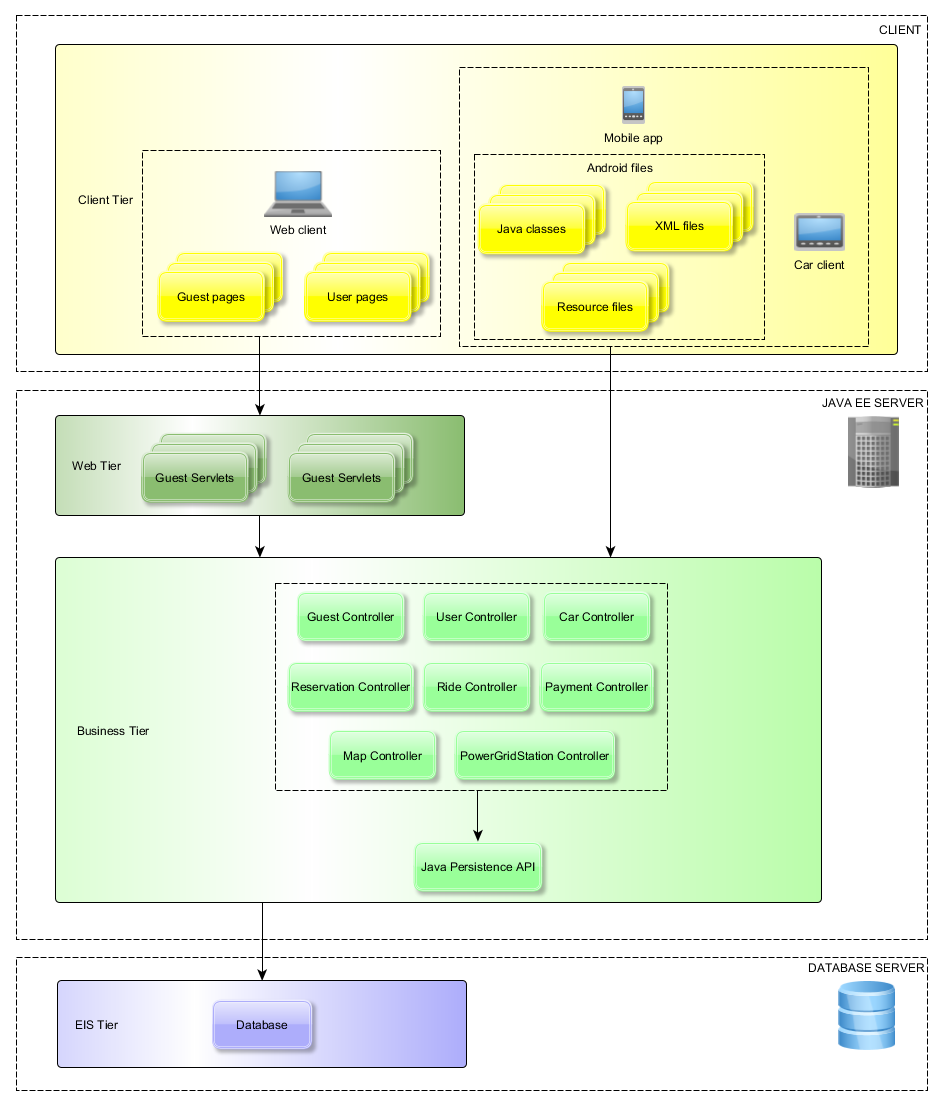 CLIENT
Mobile app
Android files
Client Tier
Web client
Java classes
XML files
Car client
Guest pages
User pages
Resource files
JAVA EE SERVER
Web Tier
Guest Servlets
Guest Servlets
Guest Controller
User Controller
Car Controller
Reservation Controller
Ride Controller
Payment Controller
Business Tier
Map Controller
PowerGridStation Controller
Java Persistence API
DATABASE SERVER
EIS Tier
Database